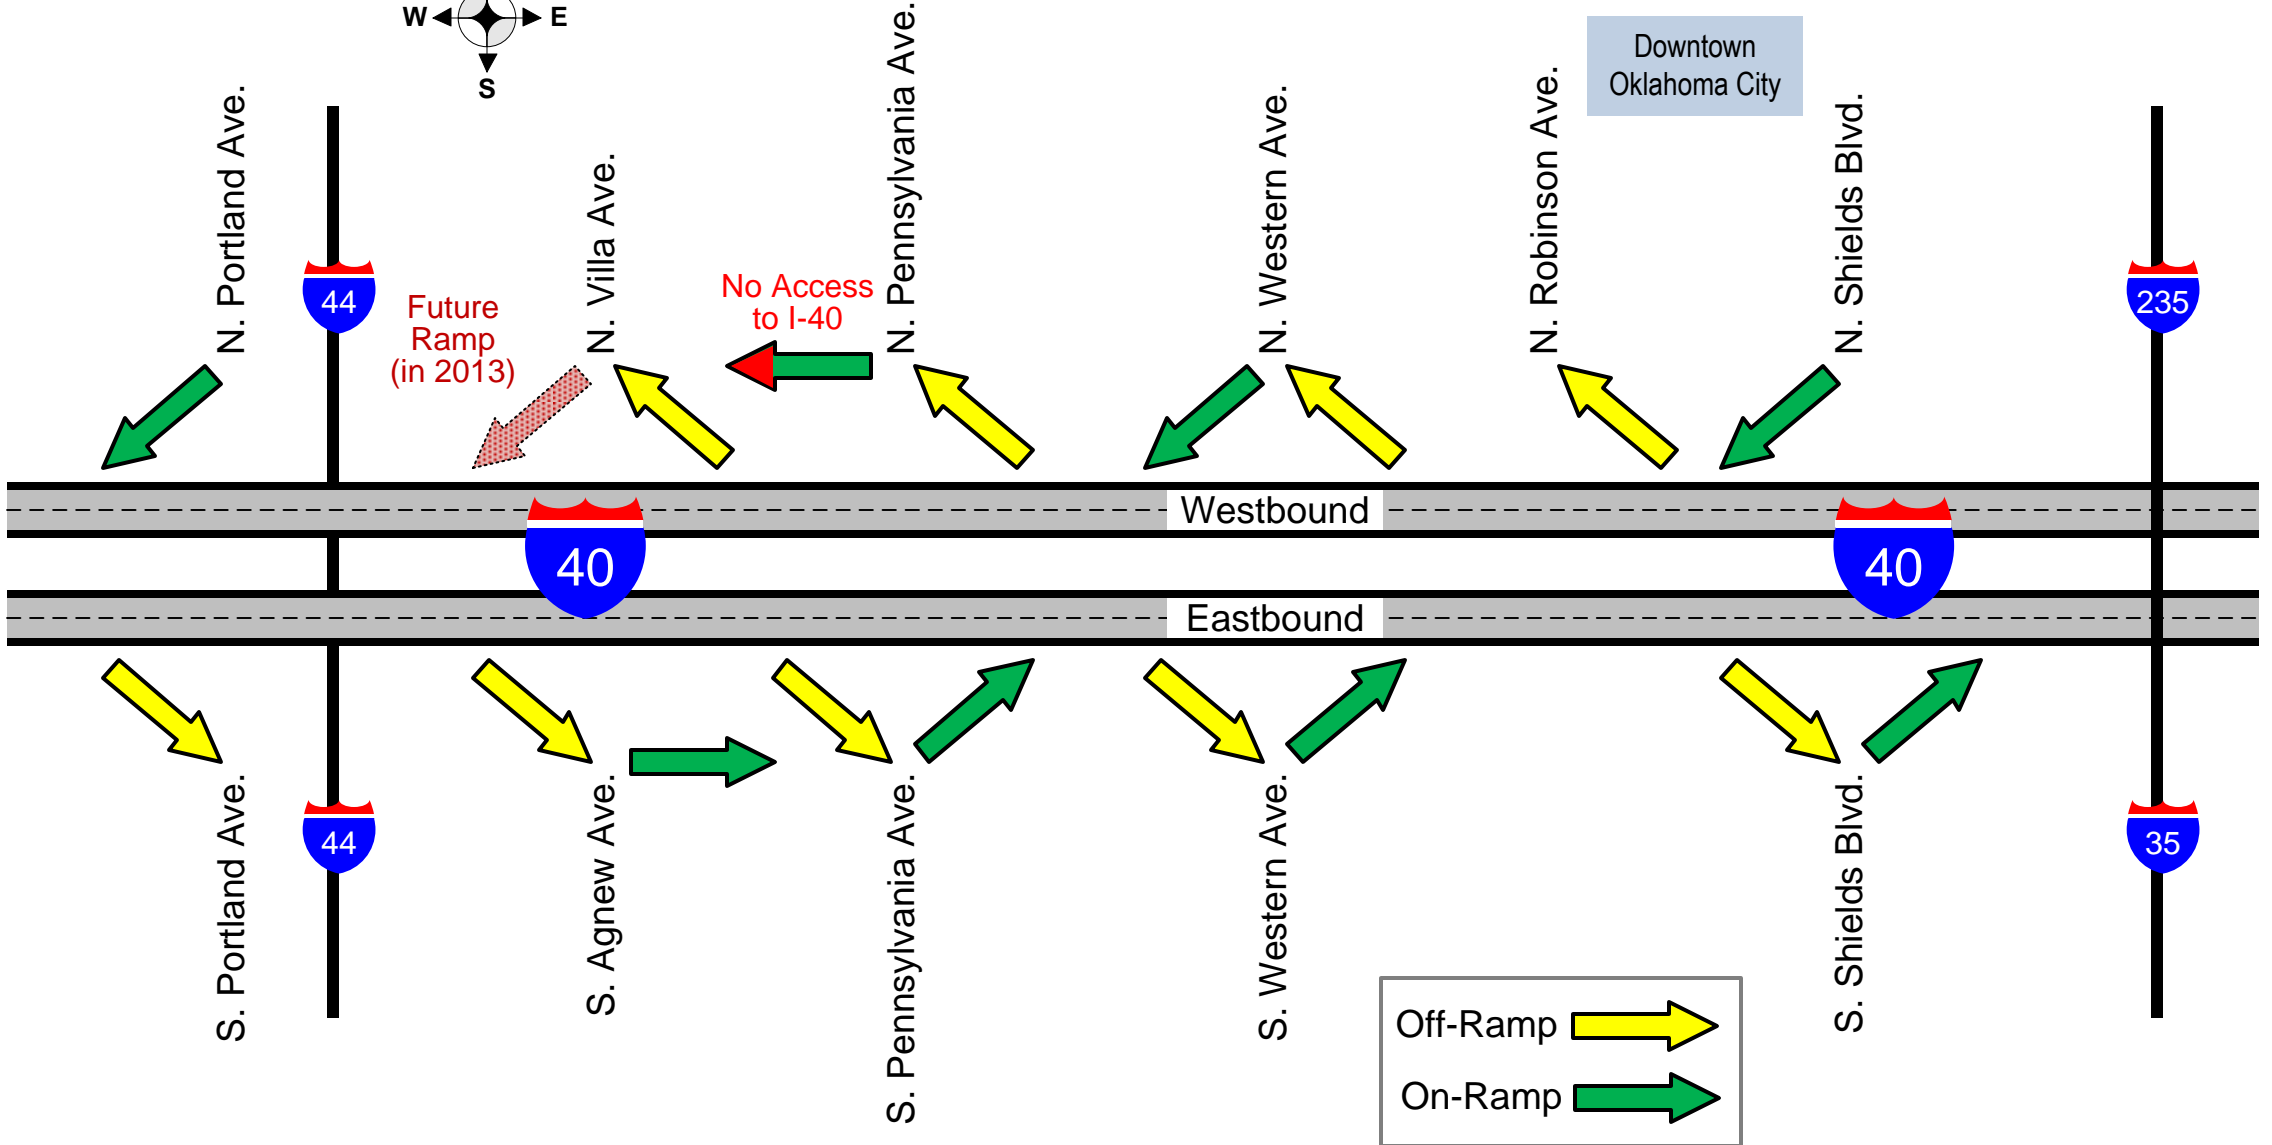 W
E
S
Downtown
Oklahoma City
N. Portland Ave.
44
Future
Ramp
(in 2013)
N. Villa Ave.
No Access
to I-40
N. Pennsylvania Ave.
N. Western Ave.
N. Robinson Ave.
N. Shields Blvd.
235
Westbound
40
40
Eastbound
S. Portland Ave.
44
S. Agnew Ave.
S. Pennsylvania Ave.
S. Western Ave.
S. Shields Blvd.
35
Off-Ramp
On-Ramp